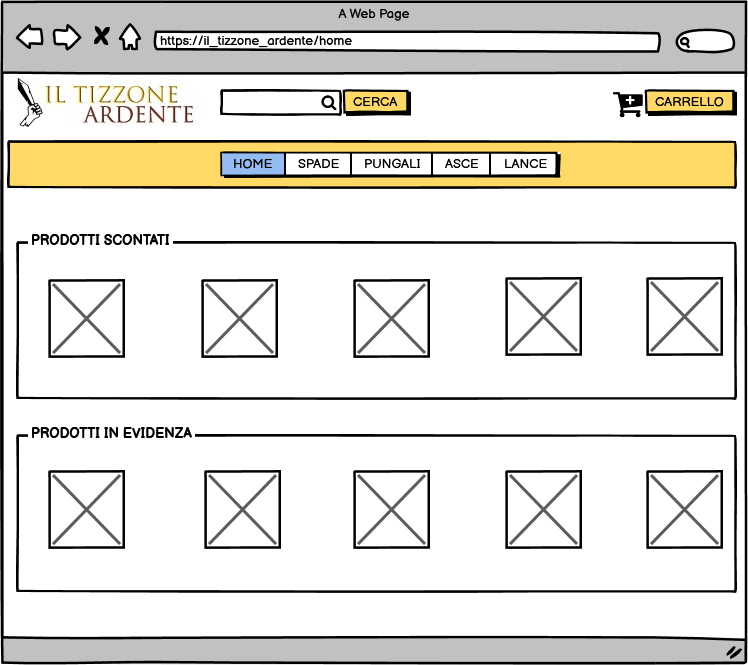 A Web Page
https://il_tizzone_ardente/home
IL TIZZONE
ARDENTE
CERCA
CARRELLO
HOME SPADE PUNGALI ASCE LANCE
PRODOTTI SCONTATI
PRODOTTI IN EVIDENZA